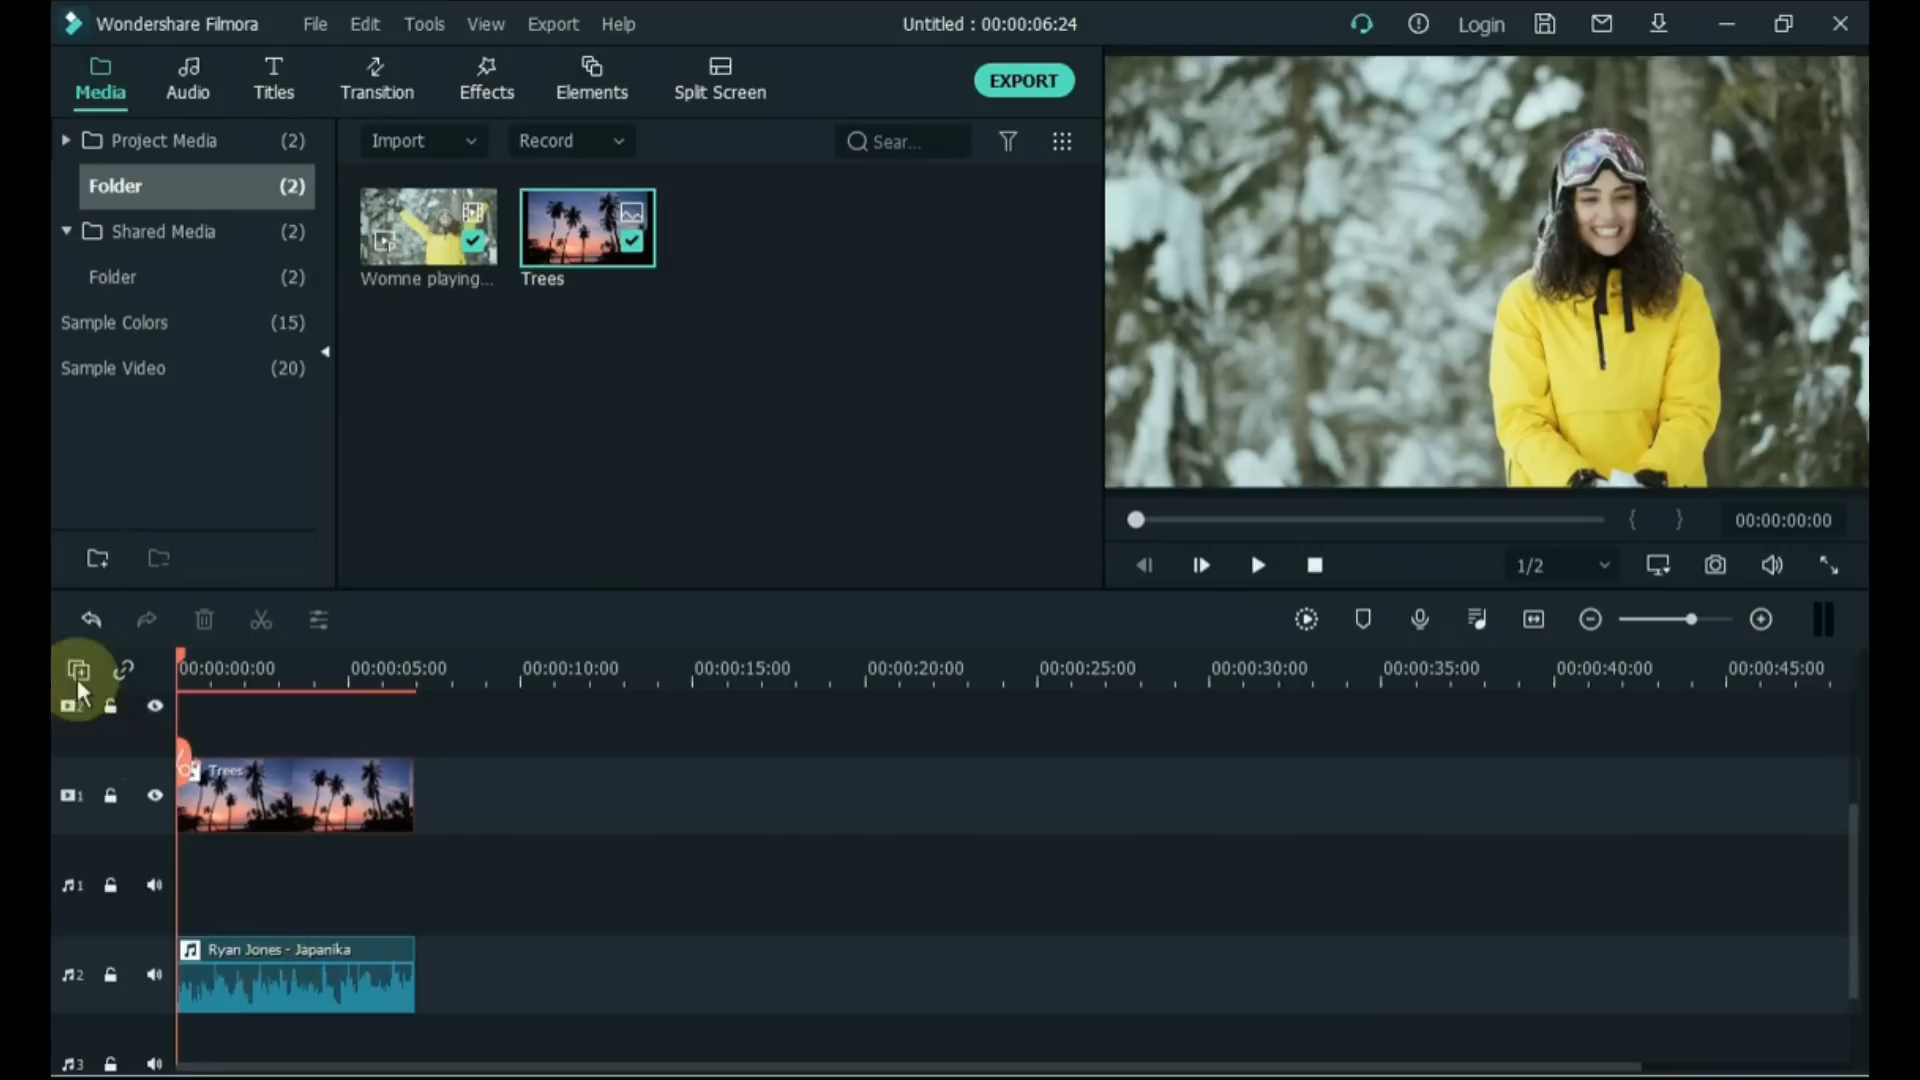 Wondershare Filmora File Edit Tools View Export Help Untitled : 00:00:06:24 Login
Media Audio Titles Transition Effects Elements Split Screen EXPORT
Project Media (2)
Folder (2)
Shared Media (2)
Folder (2)
Sample Colors (15)
Sample Video (20)
Import Record Sear...
Womne playing... Trees
00:00:00:00
1/2
00:00:00:00 00:00:05:00 00:00:10:00 00:00:15:00 00:00:20:00 00:00:25:00 00:00:30:00 00:00:35:00 00:00:40:00 00:00:45:00
2
Trees
1
1
Ryan Jones - Japanika
2
3